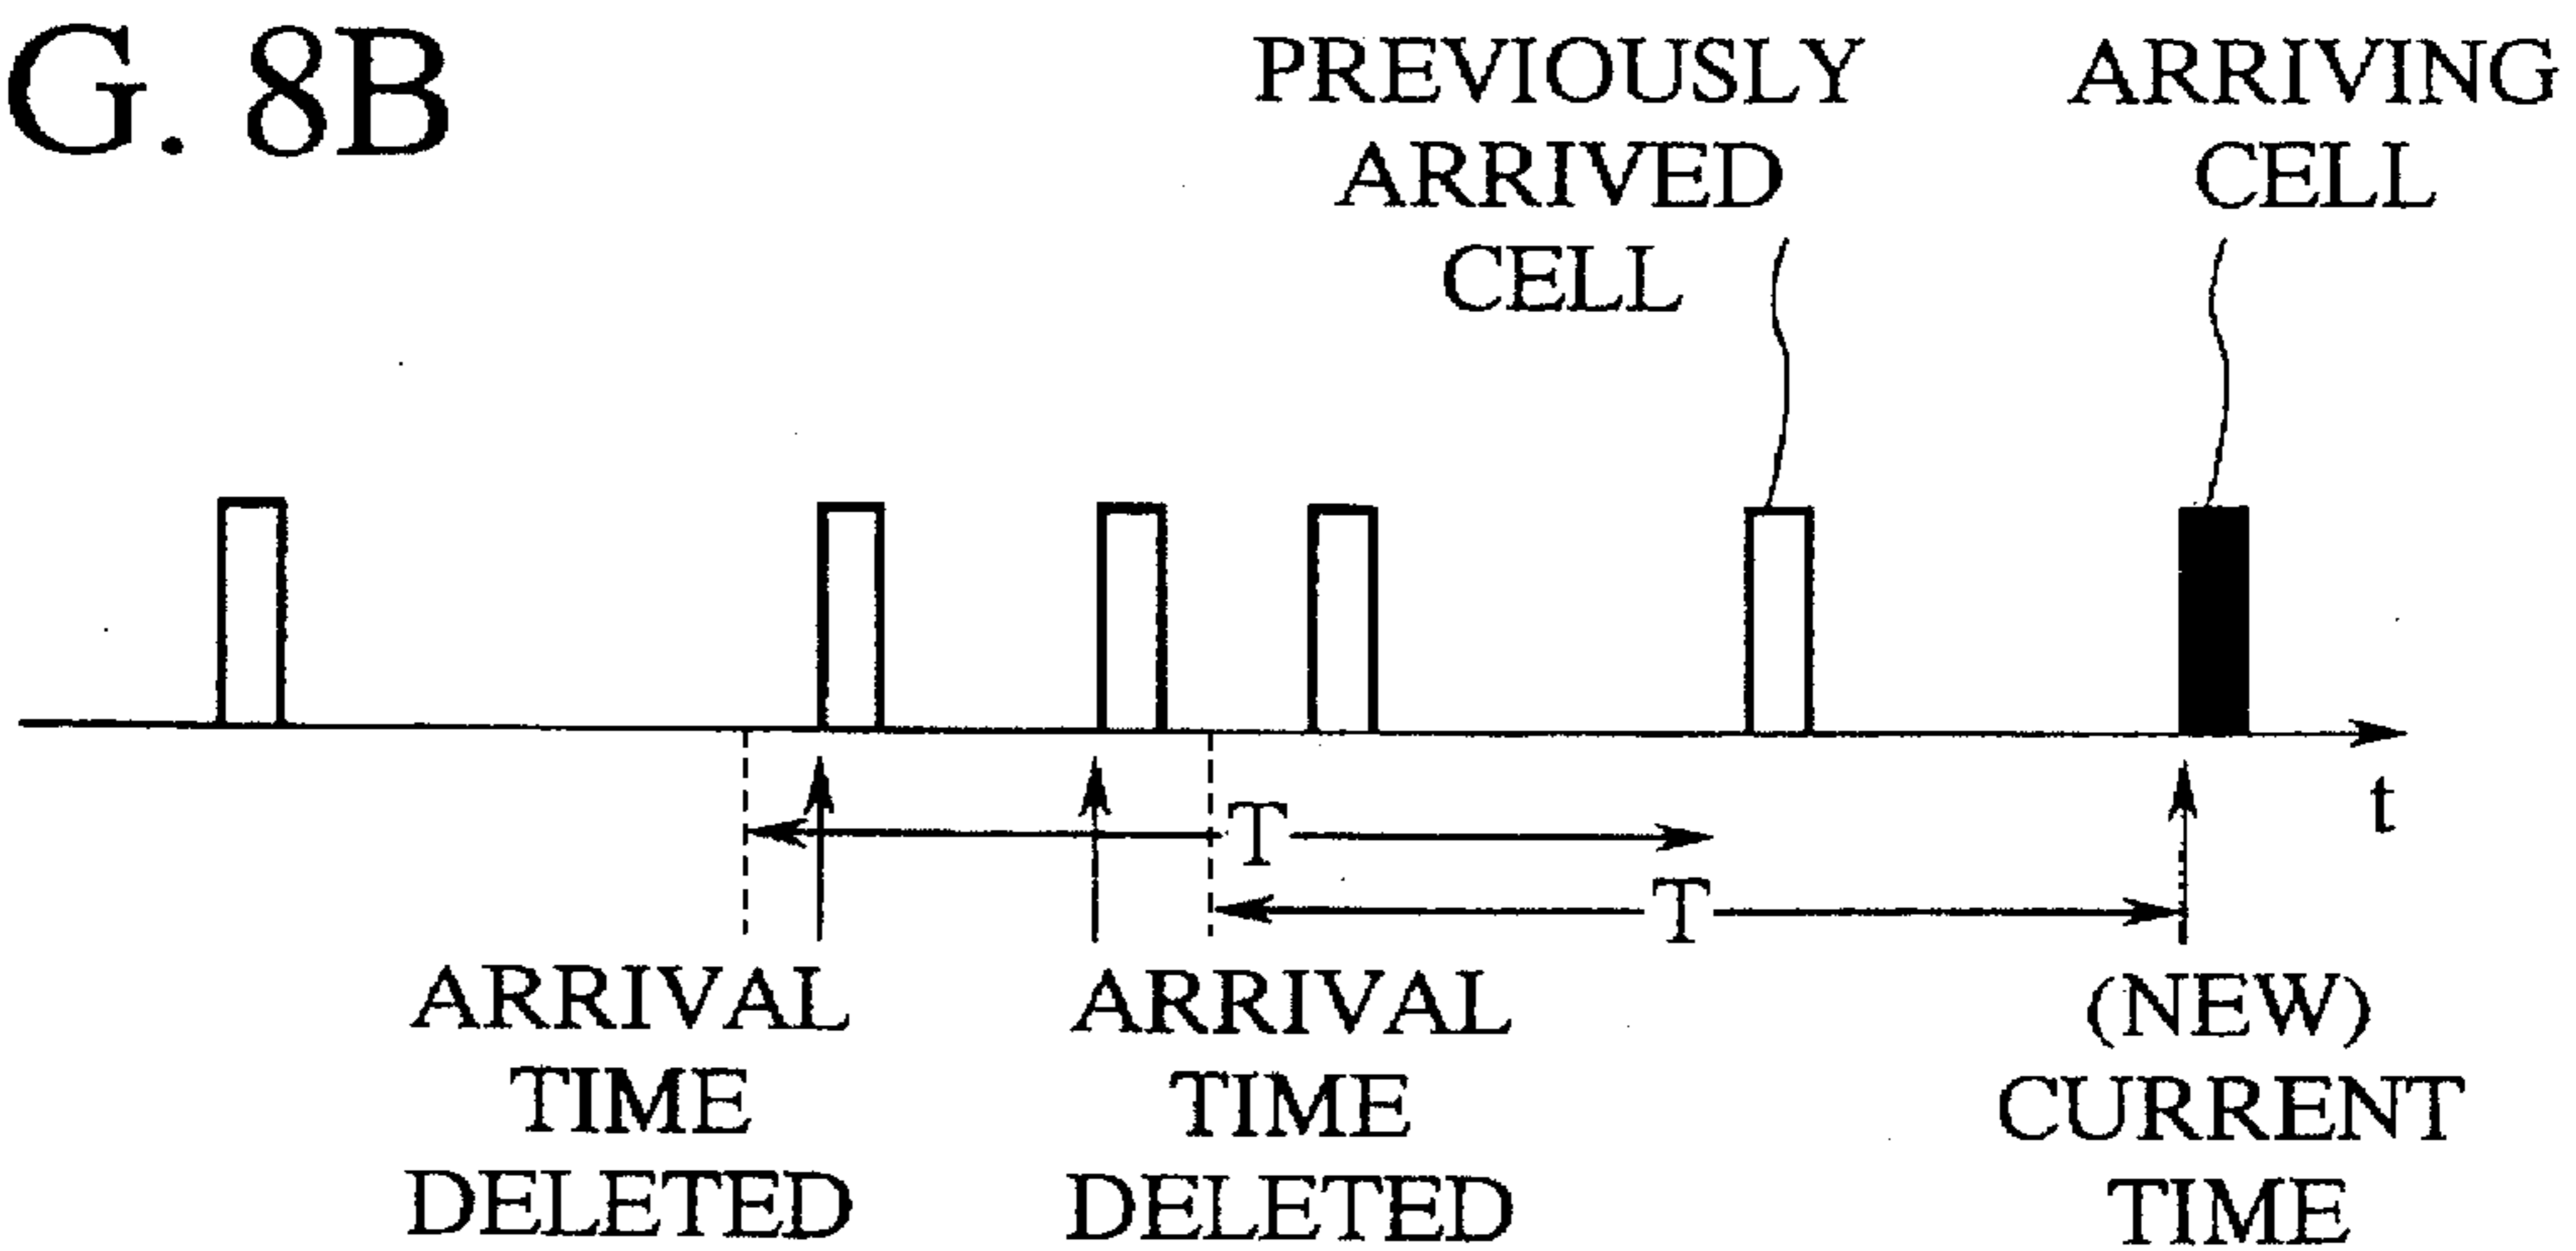 G. 8B
PREVIOUSLY
ARRIVED
CELL
ARRIVING
CELL
t
T
T
ARRIVAL
TIME
DELETED
ARRIVAL
TIME
DELETED
(NEW)
CURRENT
TIME